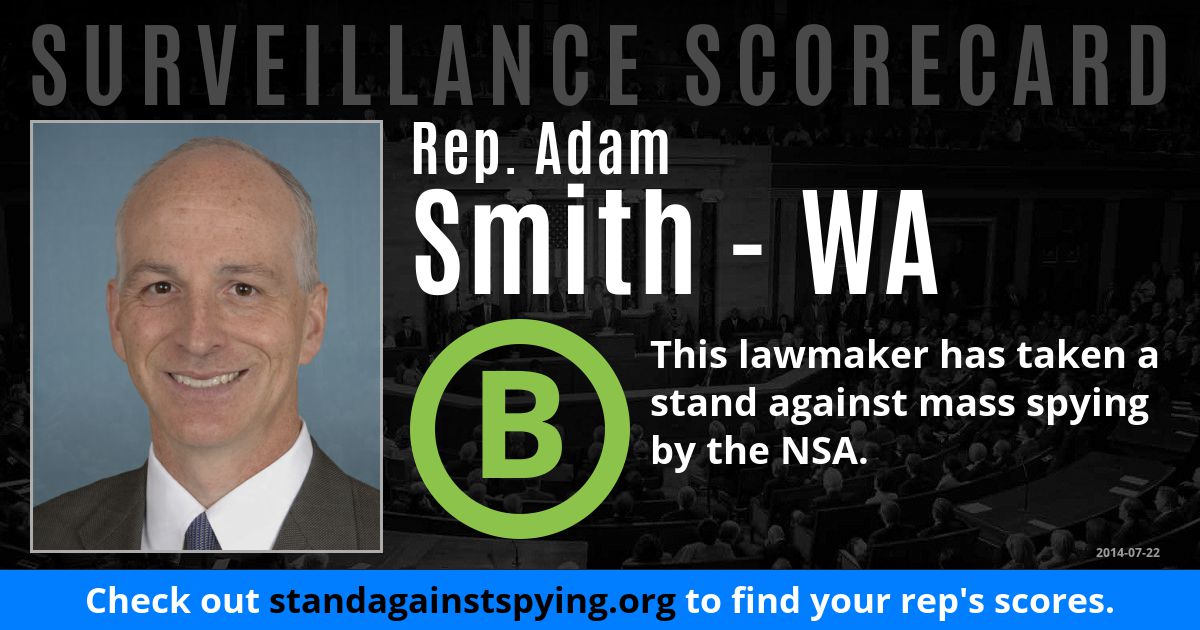 SURVEILLANCE SCORECARD
Rep. Adam
Smith - WA
B
This lawmaker has taken a
stand against mass spying
by the NSA.
2014-07-22
Check out standagainstspying.org to find your rep's scores.